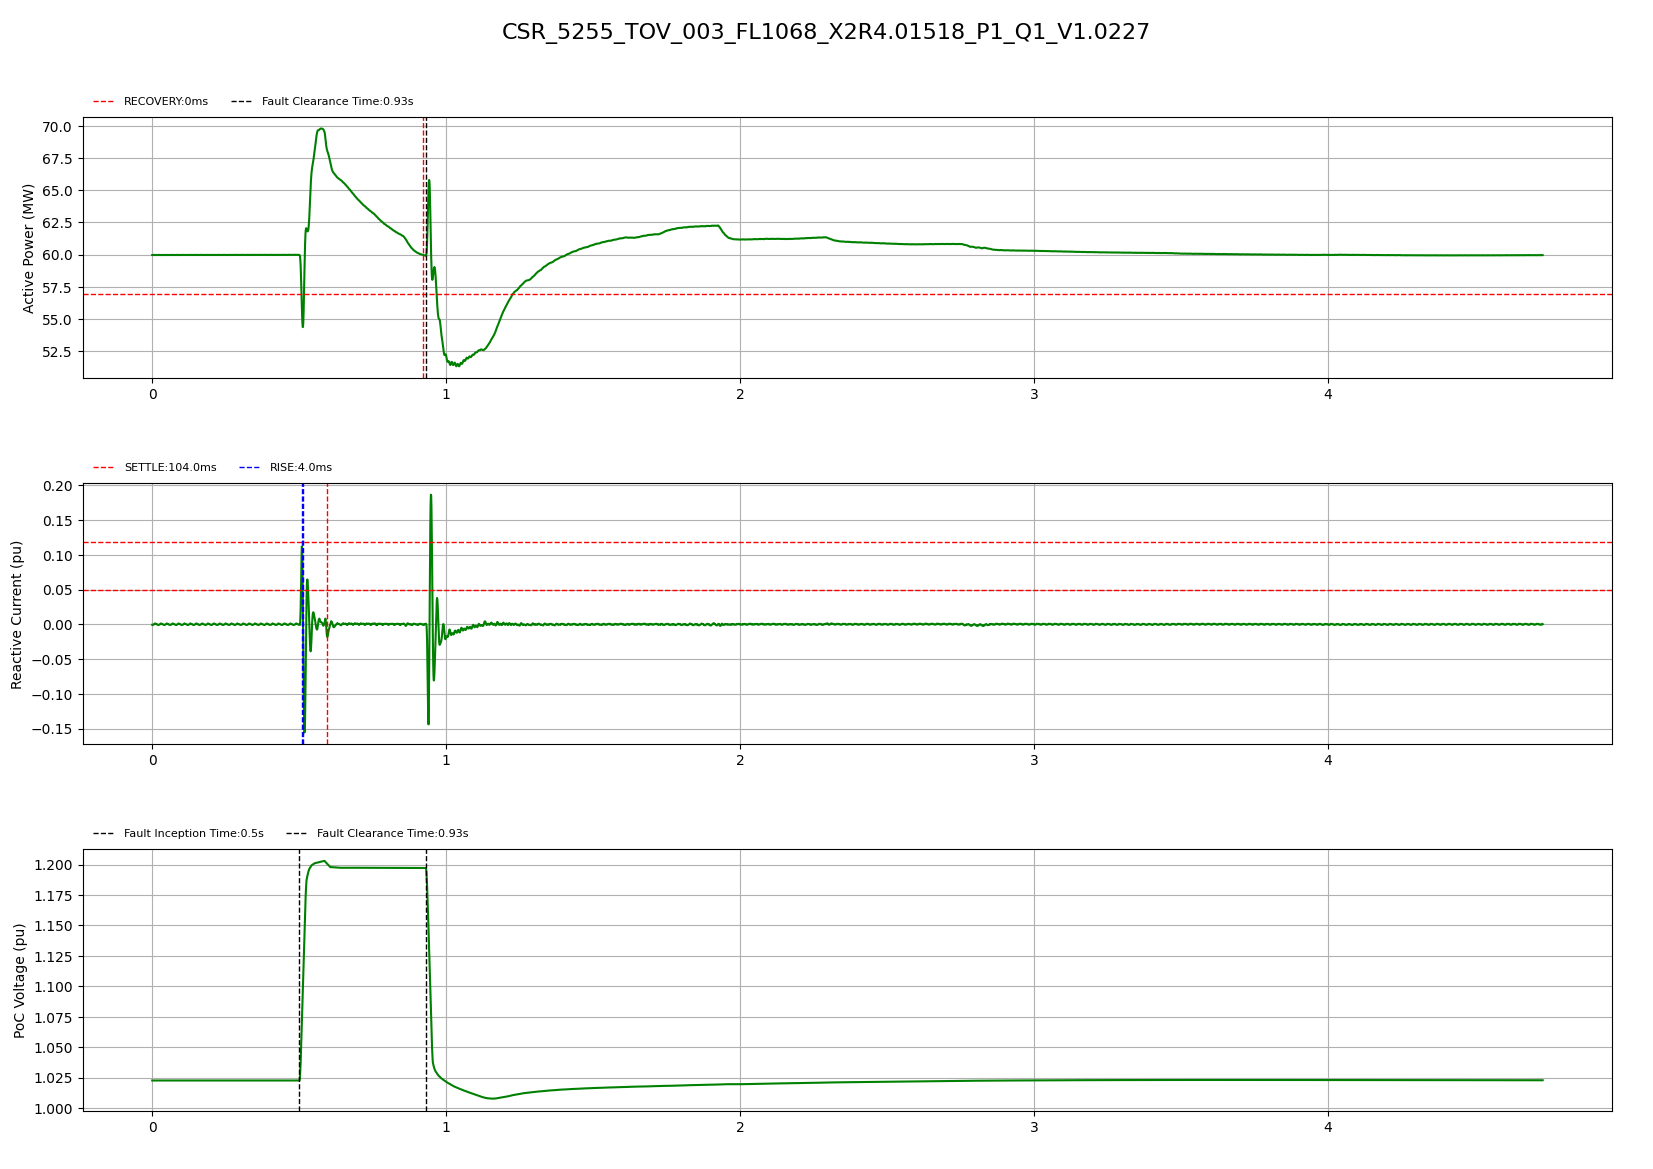 CSR_5255_TOV_003_FL1068_X2R4.01518_P1_Q1_V1.0227
RECOVERY:0ms Fault Clearance Time:0.93s
Active Power (MW)
70.0
67.5
65.0
62.5
60.0
57.5
55.0
52.5
0 1 2 3 4
SETTLE:104.0ms RISE:4.0ms
Reactive Current (pu)
0.20
0.15
0.10
0.05
0.00
−0.05
−0.10
−0.15
0 1 2 3 4
Fault Inception Time:0.5s Fault Clearance Time:0.93s
PoC Voltage (pu)
1.200
1.175
1.150
1.125
1.100
1.075
1.050
1.025
1.000
0 1 2 3 4